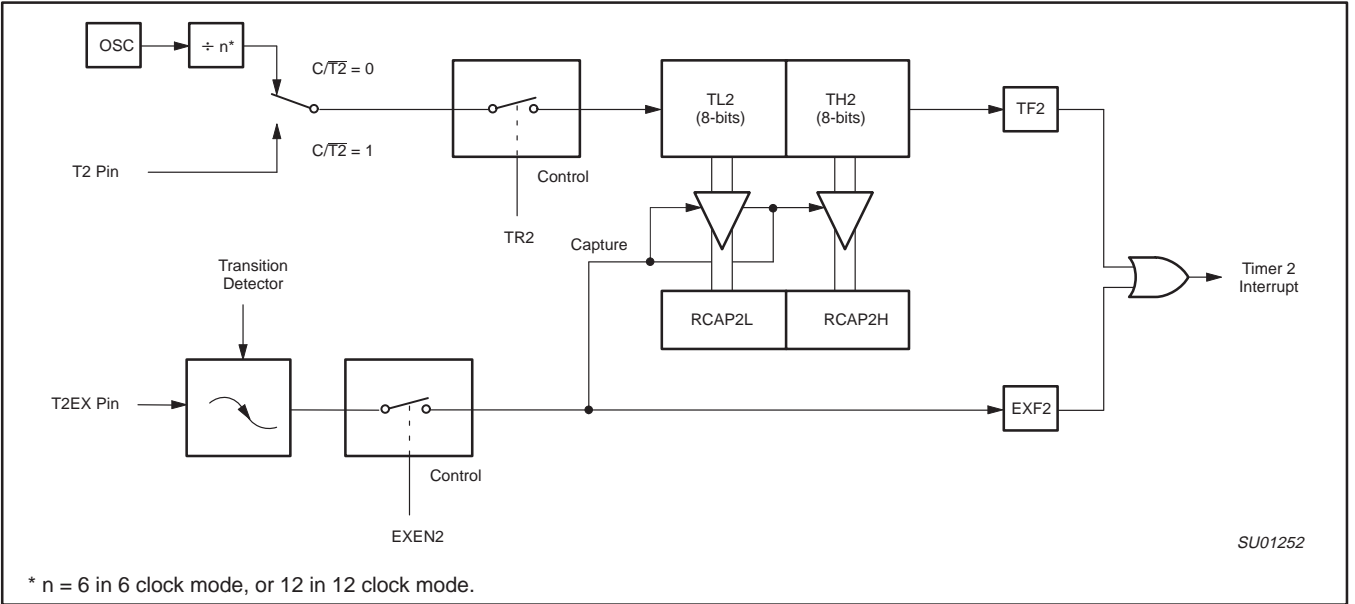 OSC
÷ n*
C/T̅2̅ = 0
TL2
(8-bits)
TH2
(8-bits)
TF2
C/T̅2̅ = 1
T2 Pin
Control
TR2
Capture
Transition
Detector
Timer 2
Interrupt
RCAP2L
RCAP2H
T2EX Pin
EXF2
Control
EXEN2
SU01252
* n = 6 in 6 clock mode, or 12 in 12 clock mode.